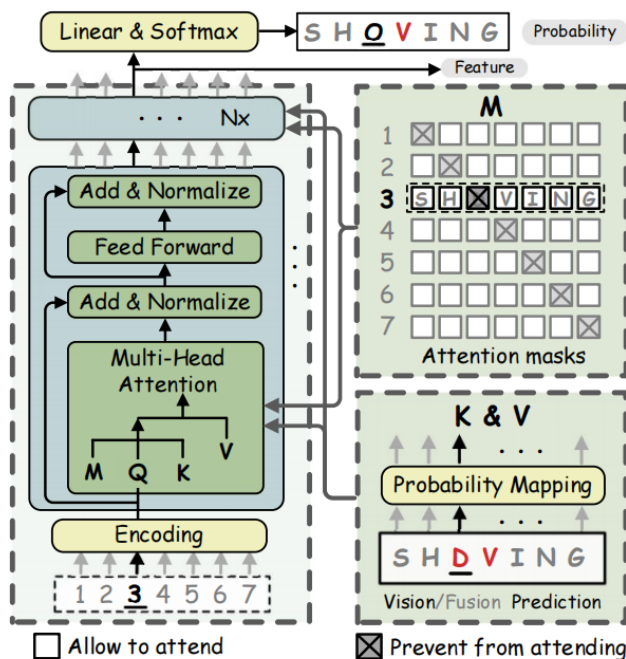 Linear & Softmax
S H O V I N G
Probability
Feature
. . . Nx
Add & Normalize
Feed Forward
Add & Normalize
Multi-Head
Attention
M Q K V
Encoding
1 2 3 4 5 6 7
M
1
2
3 S H V I N G
4
5
6
7
Attention masks
K & V
. . .
Probability Mapping
. . .
S H D V I N G
Vision/Fusion Prediction
Allow to attend
Prevent from attending